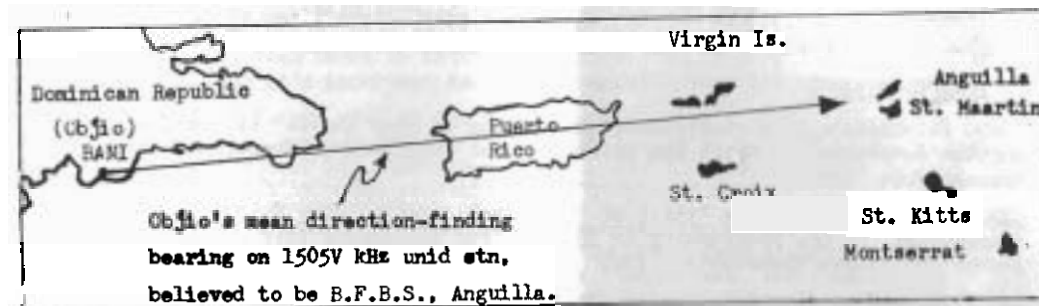 Virgin Is.
Dominican Republic
Anguilla
St. Maartin
(Objio)
BANI
Puerto
Rico
St. Croix
St. Kitts
Montserrat
Objio's mean direction-finding
bearing on 1505V kHz unid stn,
believed to be B.F.B.S., Anguilla.